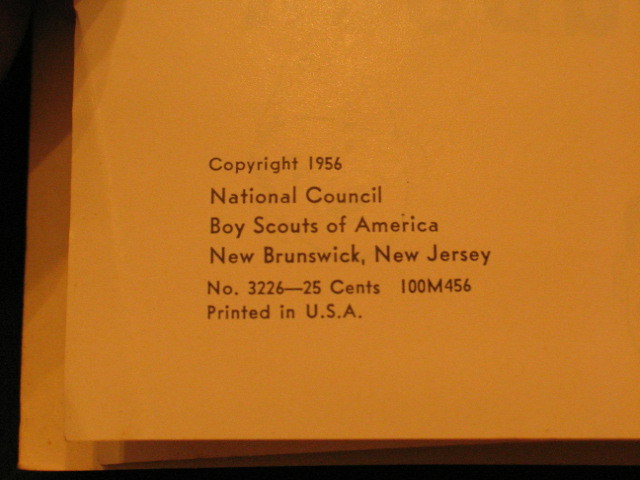 Copyright 1956
National Council
Boy Scouts of America
New Brunswick, New Jersey
No. 3226—25 Cents 100M456
Printed in U.S.A.